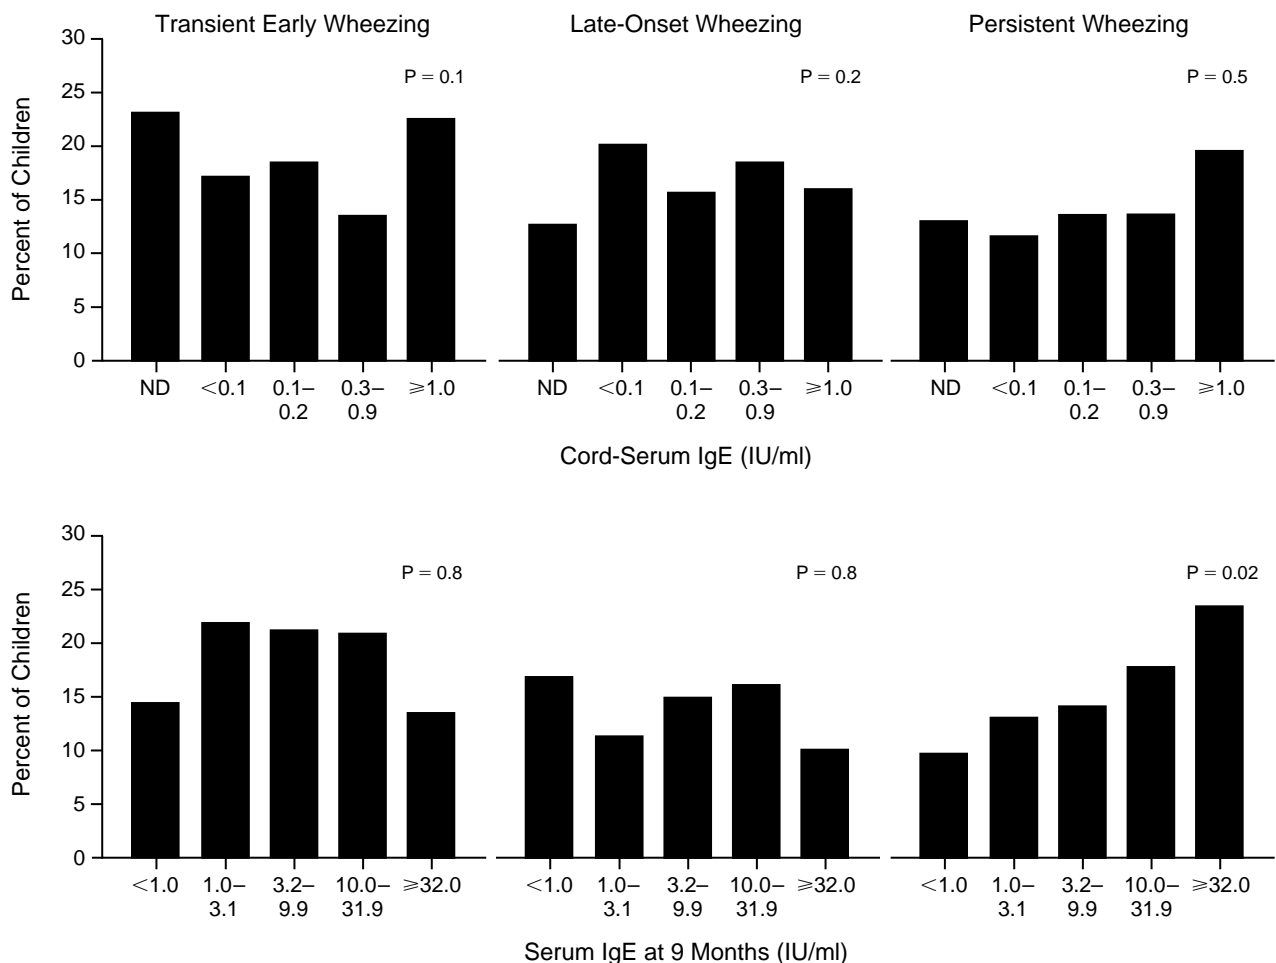 Transient Early Wheezing Late-Onset Wheezing Persistent Wheezing
Percent of Children
30
25
20
15
10
5
0
P = 0.1 P = 0.2 P = 0.5
ND <0.1 0.1– 0.3– ≥1.0 ND <0.1 0.1– 0.3– ≥1.0 ND <0.1 0.1– 0.3– ≥1.0
0.2 0.9 0.2 0.9 0.2 0.9
Cord-Serum IgE (IU/ml)
Percent of Children
30
25
20
15
10
5
0
P = 0.8 P = 0.8 P = 0.02
<1.0 1.0– 3.2– 10.0– ≥32.0 <1.0 1.0– 3.2– 10.0– ≥32.0 <1.0 1.0– 3.2– 10.0– ≥32.0
3.1 9.9 31.9 3.1 9.9 31.9 3.1 9.9 31.9
Serum IgE at 9 Months (IU/ml)